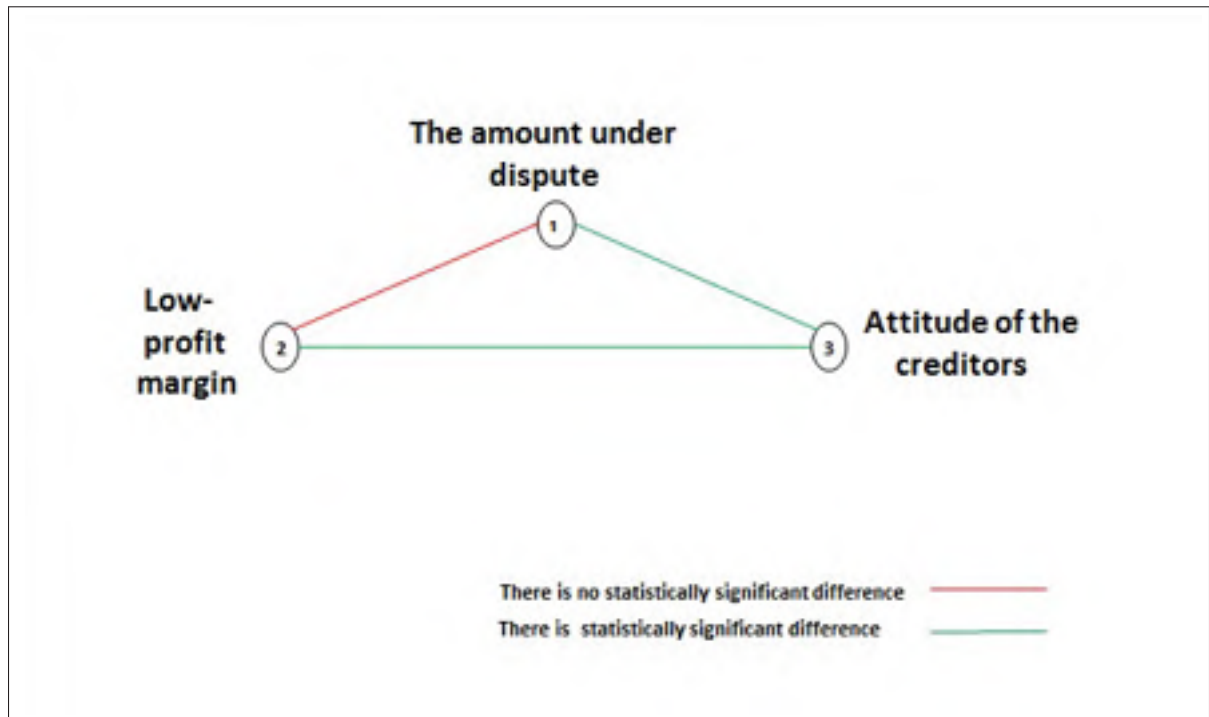 The amount under
dispute
1
Low-
profit
margin
2
3
Attitude of the
creditors
There is no statistically significant difference
There is statistically significant difference